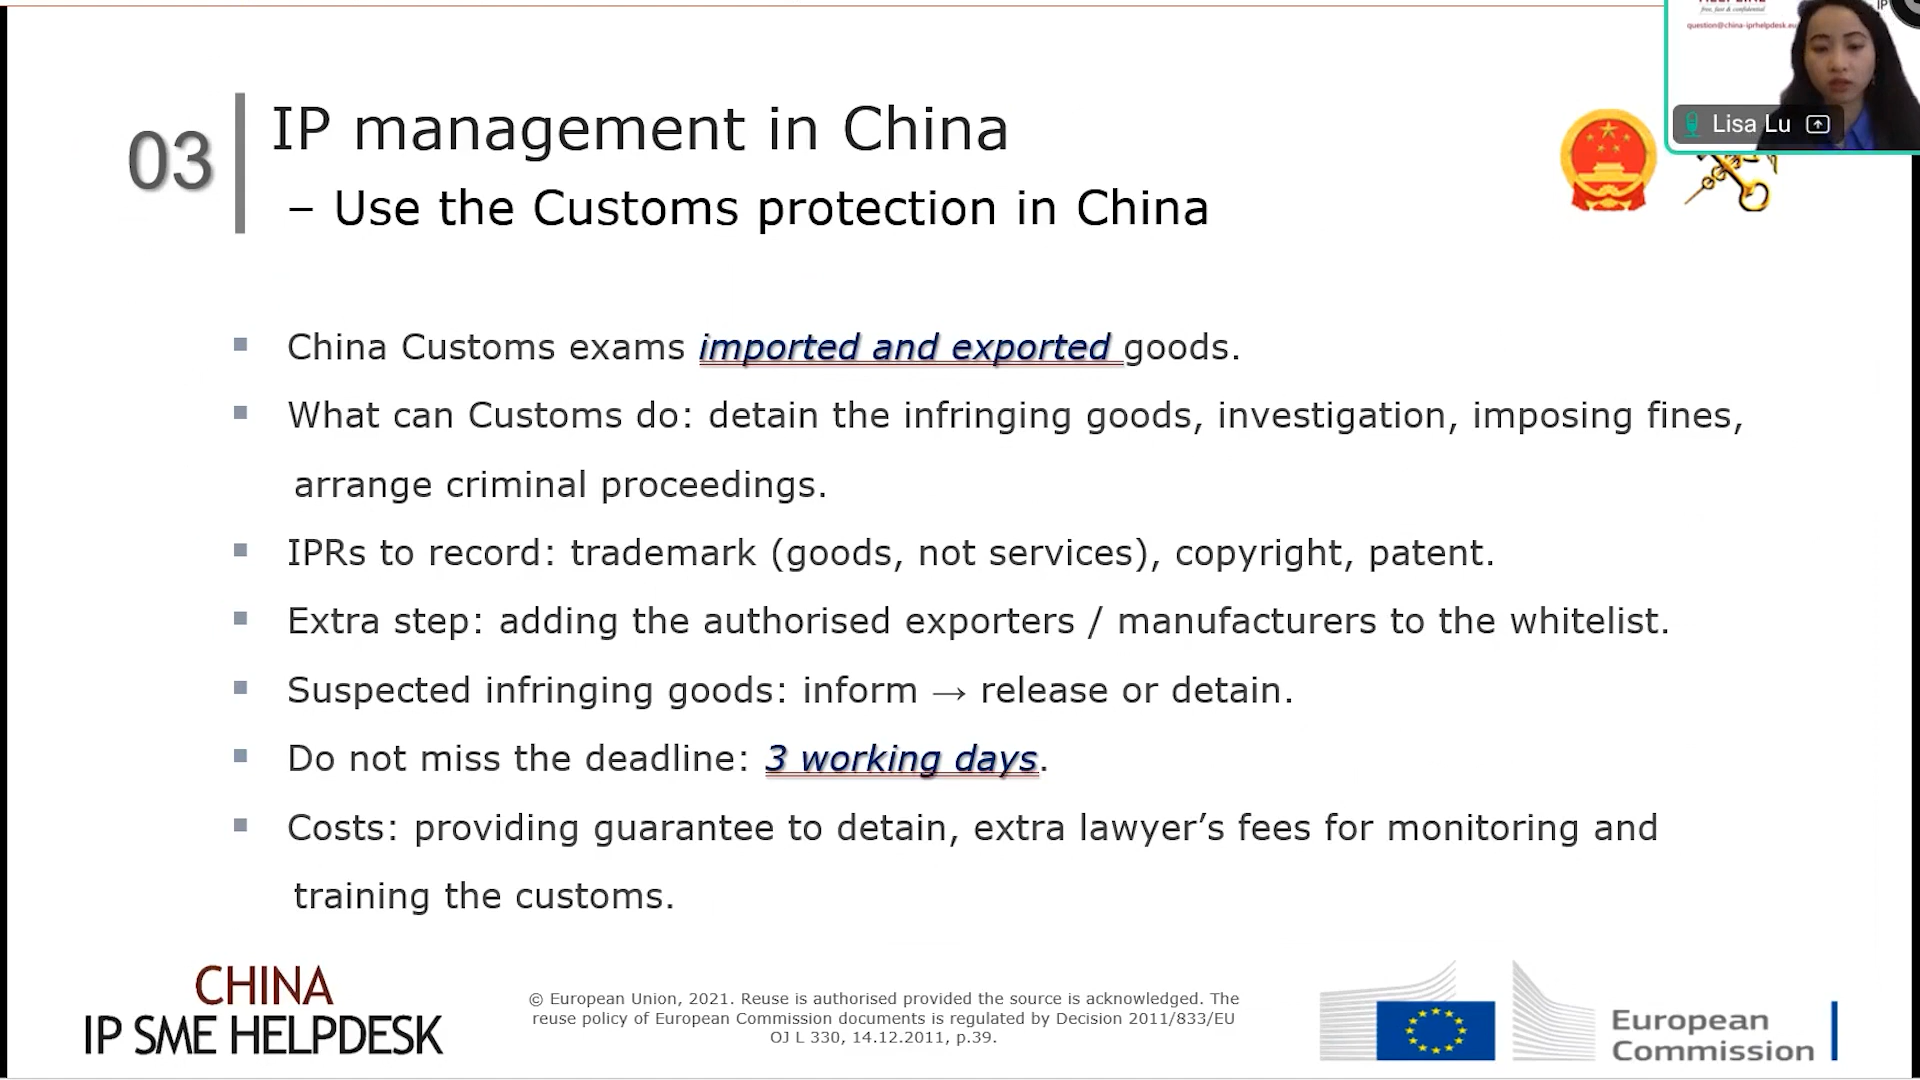 question@china-iprhelpdesk.eu
IP
Lisa Lu
03
IP management in China
– Use the Customs protection in China
▪ China Customs exams imported and exported goods.
▪ What can Customs do: detain the infringing goods, investigation, imposing fines,
arrange criminal proceedings.
▪ IPRs to record: trademark (goods, not services), copyright, patent.
▪ Extra step: adding the authorised exporters / manufacturers to the whitelist.
▪ Suspected infringing goods: inform → release or detain.
▪ Do not miss the deadline: 3 working days.
▪ Costs: providing guarantee to detain, extra lawyer’s fees for monitoring and
training the customs.
CHINA
IP SME HELPDESK
© European Union, 2021. Reuse is authorised provided the source is acknowledged. The
reuse policy of European Commission documents is regulated by Decision 2011/833/EU
OJ L 330, 14.12.2011, p.39.
European
Commission